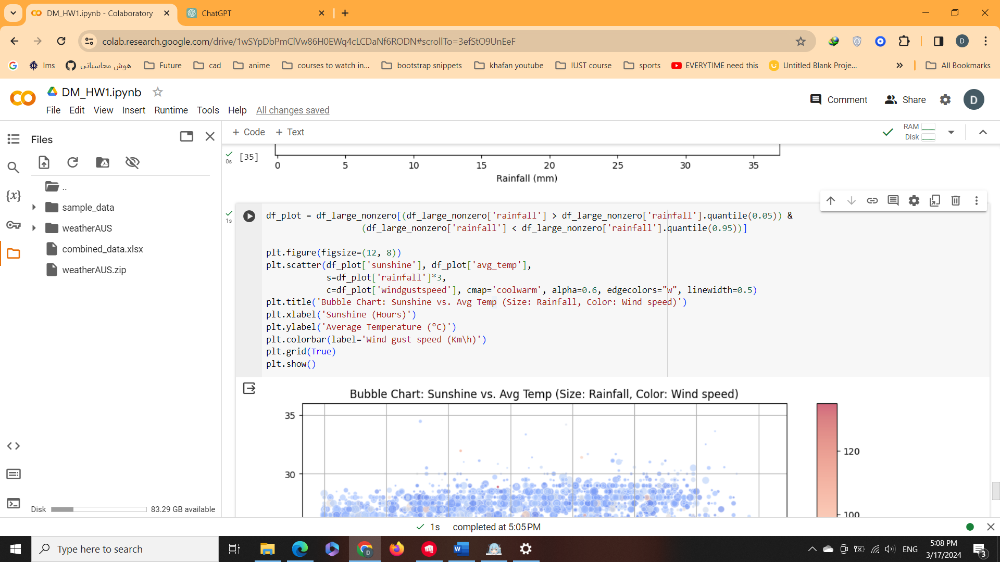 DM_HW1.ipynb - Colaboratory
ChatGPT
colab.research.google.com/drive/1wSYpDbPmClVw86H0EWq4cLCDaNf6RODN#scrollTo=3efStO9UnEeF
D
lms
هوش محاسباتی
Future
cad
anime
courses to watch in...
bootstrap snippets
khafan youtube
IUST course
sports
EVERYTIME need this
Untitled Blank Proje...
All Bookmarks
DM_HW1.ipynb
Comment
Share
D
File Edit View Insert Runtime Tools Help All changes saved
Files
+ Code + Text
RAM
Disk
..
sample_data
weatherAUS
combined_data.xlsx
weatherAUS.zip
{x}
Disk
83.29 GB available
0s
[35]
0 5 10 15 20 25 30 35
Rainfall (mm)
1s
df_plot = df_large_nonzero[(df_large_nonzero['rainfall'] > df_large_nonzero['rainfall'].quantile(0.05)) &
(df_large_nonzero['rainfall'] < df_large_nonzero['rainfall'].quantile(0.95))]
plt.figure(figsize=(12, 8))
plt.scatter(df_plot['sunshine'], df_plot['avg_temp'],
s=df_plot['rainfall']*3,
c=df_plot['windgustspeed'], cmap='coolwarm', alpha=0.6, edgecolors="w", linewidth=0.5)
plt.title('Bubble Chart: Sunshine vs. Avg Temp (Size: Rainfall, Color: Wind speed)')
plt.xlabel('Sunshine (Hours)')
plt.ylabel('Average Temperature (°C)')
plt.colorbar(label='Wind gust speed (Km\h)')
plt.grid(True)
plt.show()
Bubble Chart: Sunshine vs. Avg Temp (Size: Rainfall, Color: Wind speed)
35
30
120
100
1s completed at 5:05 PM
Type here to search
ENG
5:08 PM
3/17/2024
3